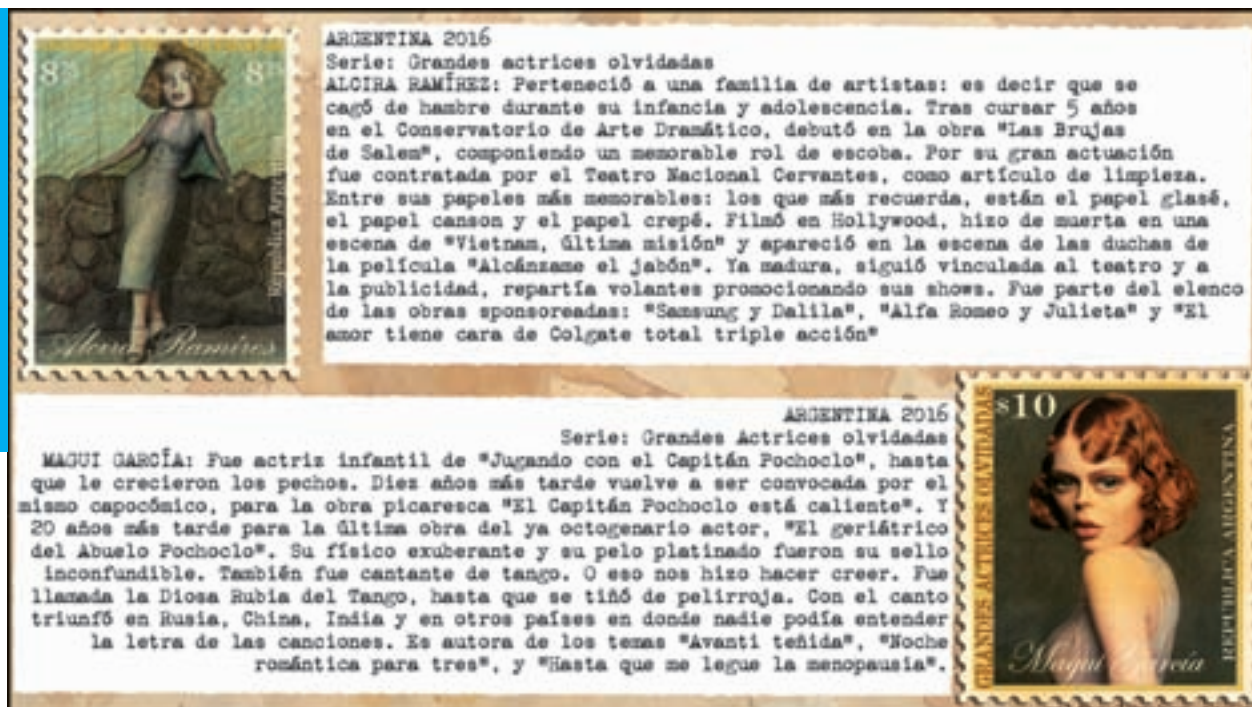 8
75
8
75
República Argentina
Alcira Ramírez
ARGENTINA 2016
Serie: Grandes actrices olvidadas
ALCIRA RAMÍREZ: Perteneció a una familia de artistas: es decir que se
cagó de hambre durante su infancia y adolescencia. Tras cursar 5 años
en el Conservatorio de Arte Dramático, debutó en la obra "Las Brujas
de Salem", componiendo un memorable rol de escoba. Por su gran actuación
fue contratada por el Teatro Nacional Cervantes, como artículo de limpieza.
Entre sus papeles más memorables: los que más recuerda, están el papel glasé,
el papel canson y el papel crepé. Filmó en Hollywood, hizo de muerta en una
escena de "Vietnam, última misión" y apareció en la escena de las duchas de
la película "Alcánzame el jabón". Ya madura, siguió vinculada al teatro y a
la publicidad, repartía volantes promocionando sus shows. Fue parte del elenco
de las obras sponsoreadas: "Samsung y Dalila", "Alfa Romeo y Julieta" y "El
amor tiene cara de Colgate total triple acción"
ARGENTINA 2016
Serie: Grandes Actrices olvidadas
MAGUI GARCÍA: Fue actriz infantil de "Jugando con el Capitán Pochoclo", hasta
que le crecieron los pechos. Diez años más tarde vuelve a ser convocada por el
mismo capocómico, para la obra picaresca "El Capitán Pochoclo está caliente". Y
20 años más tarde para la última obra del ya octogenario actor, "El geriátrico
del Abuelo Pochoclo". Su físico exuberante y su pelo platinado fueron su sello
inconfundible. También fue cantante de tango. O eso nos hizo hacer creer. Fue
llamada la Diosa Rubia del Tango, hasta que se tiñó de pelirroja. Con el canto
triunfó en Rusia, China, India y en otros países en donde nadie podía entender
la letra de las canciones. Es autora de los temas "Avanti teñida", "Noche
romántica para tres", y "Hasta que me legue la menopausia".
GRANDES ACTRICES OLVIDADAS
$10
REPUBLICA ARGENTINA
Magui García